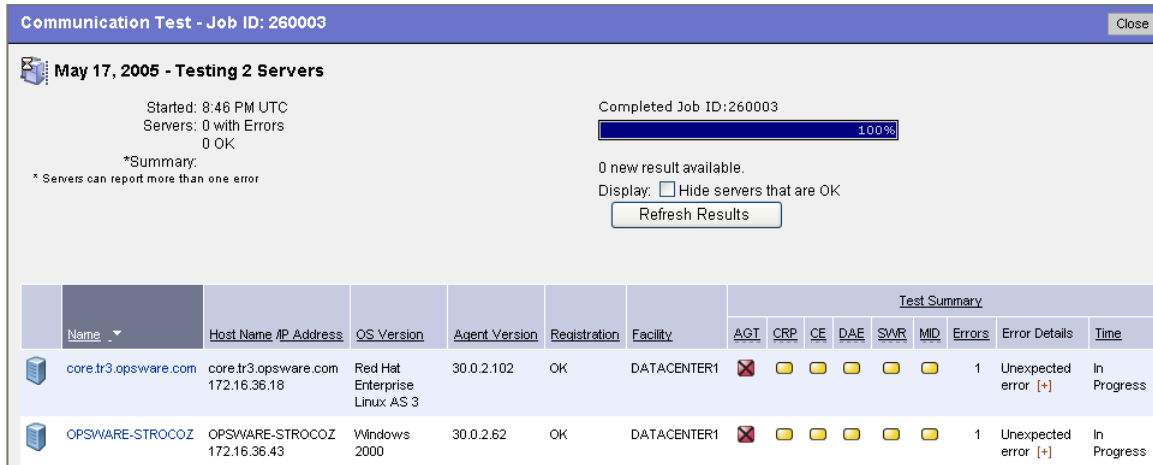 Communication Test - Job ID: 260003
Close
May 17, 2005 - Testing 2 Servers
Started: 8:46 PM UTC
Servers: 0 with Errors
0 OK
*Summary:
* Servers can report more than one error
Completed Job ID:260003
100%
0 new result available.
Display: Hide servers that are OK
Refresh Results
Test Summary
Name Host Name /IP Address OS Version Agent Version Registration Facility AGT CRP CE DAE SWR MID Errors Error Details Time
core.tr3.opsware.com core.tr3.opsware.com Red Hat 30.0.2.102 OK DATACENTER1 1 Unexpected In
172.16.36.18 Enterprise error [+] Progress
Linux AS 3
OPSWARE-STROCOZ OPSWARE-STROCOZ Windows 30.0.2.62 OK DATACENTER1 1 Unexpected In
172.16.36.43 2000 error [+] Progress